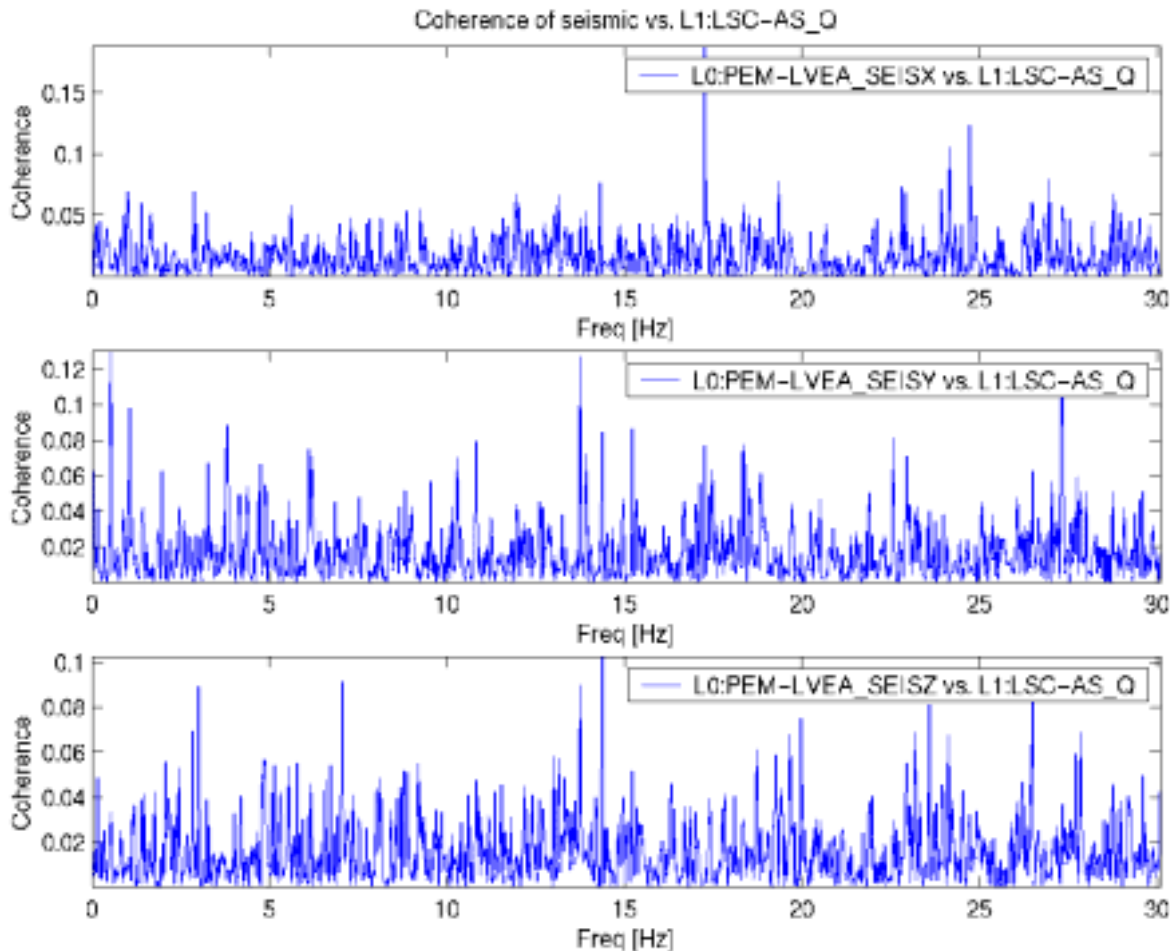 Coherence of seismic vs. L1:LSC-AS_Q
L0:PEM-LVEA_SEISX vs. L1:LSC-AS_Q
0.15
0.1
0.05
Coherence
0 5 10 15 20 25 30
Freq [Hz]
L0:PEM-LVEA_SEISY vs. L1:LSC-AS_Q
0.12
0.1
0.08
0.06
0.04
0.02
Coherence
0 5 10 15 20 25 30
Freq [Hz]
L0:PEM-LVEA_SEISZ vs. L1:LSC-AS_Q
0.1
0.08
0.06
0.04
0.02
Coherence
0 5 10 15 20 25 30
Freq [Hz]